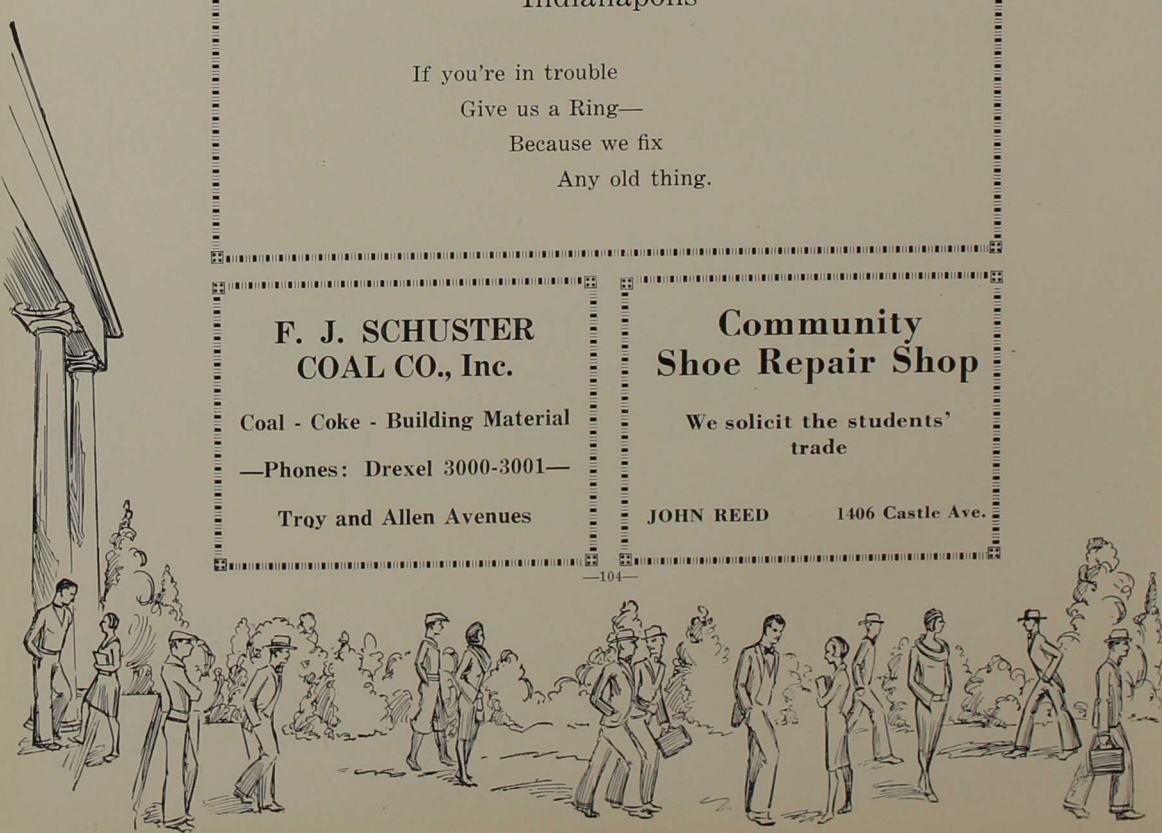 Indianapolis
If you're in trouble
Give us a Ring—
Because we fix
Any old thing.
F. J. SCHUSTER
COAL CO., Inc.
Coal - Coke - Building Material
—Phones: Drexel 3000-3001—
Troy and Allen Avenues
Community
Shoe Repair Shop
We solicit the students'
trade
JOHN REED 1406 Castle Ave.
—104—